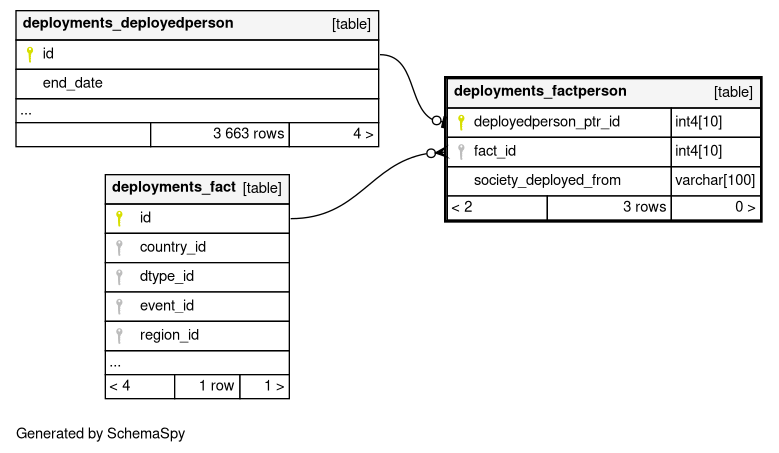 deployments_deployedperson [table]
id
end_date
...
3 663 rows 4 >
deployments_factperson [table]
deployedperson_ptr_id int4[10]
fact_id int4[10]
society_deployed_from varchar[100]
< 2 3 rows 0 >
deployments_fact [table]
id
country_id
dtype_id
event_id
region_id
...
< 4 1 row 1 >
Generated by SchemaSpy